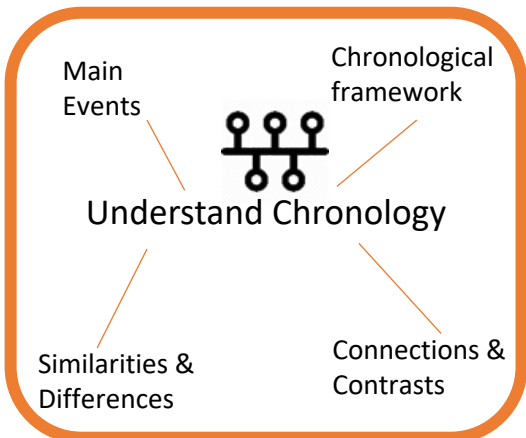 Main
Events
Chronological
framework
Understand Chronology
Similarities &
Differences
Connections &
Contrasts